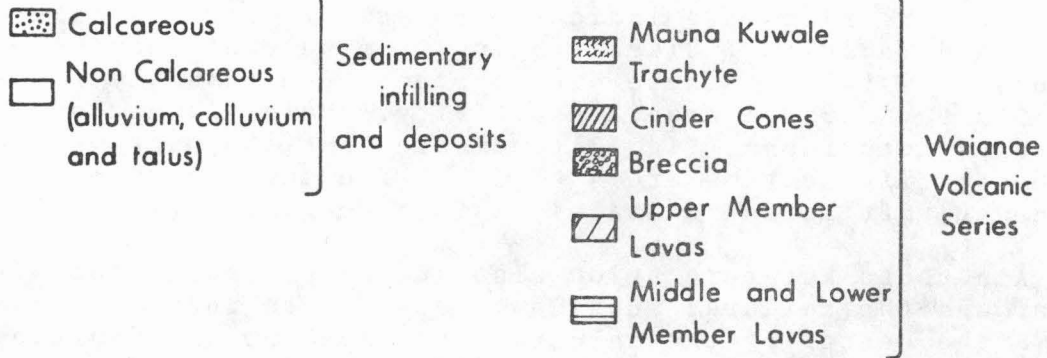 Calcareous
Non Calcareous
(alluvium, colluvium
and talus)
Sedimentary
infilling
and deposits
Mauna Kuwale
Trachyte
Cinder Cones
Breccia
Upper Member
Lavas
Middle and Lower
Member Lavas
Waianae
Volcanic
Series